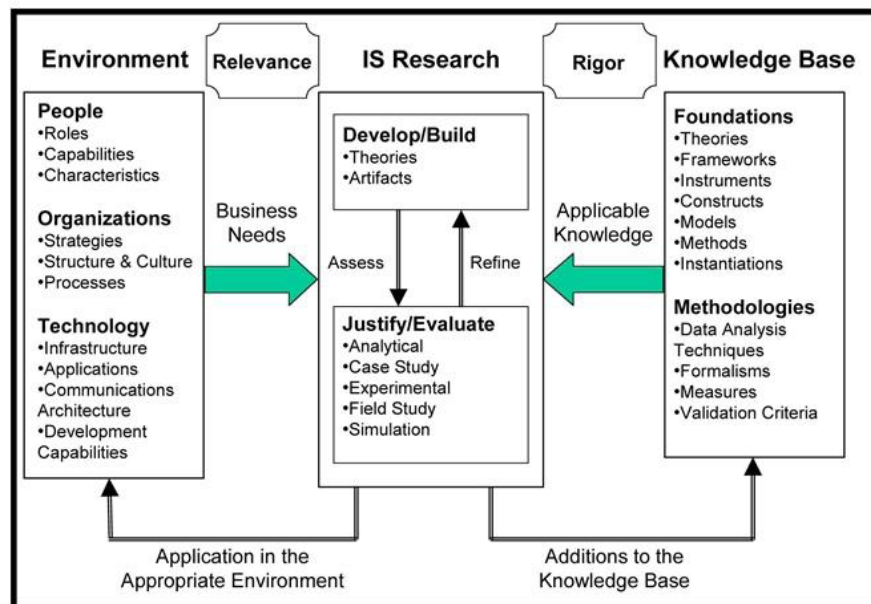 Environment
Relevance
IS Research
Rigor
Knowledge Base
People
•Roles
•Capabilities
•Characteristics
Organizations
•Strategies
•Structure & Culture
•Processes
Technology
•Infrastructure
•Applications
•Communications
Architecture
•Development
Capabilities
Business
Needs
Develop/Build
•Theories
•Artifacts
Assess
Refine
Justify/Evaluate
•Analytical
•Case Study
•Experimental
•Field Study
•Simulation
Applicable
Knowledge
Foundations
•Theories
•Frameworks
•Instruments
•Constructs
•Models
•Methods
•Instantiations
Methodologies
•Data Analysis
Techniques
•Formalisms
•Measures
•Validation Criteria
Application in the
Appropriate Environment
Additions to the
Knowledge Base